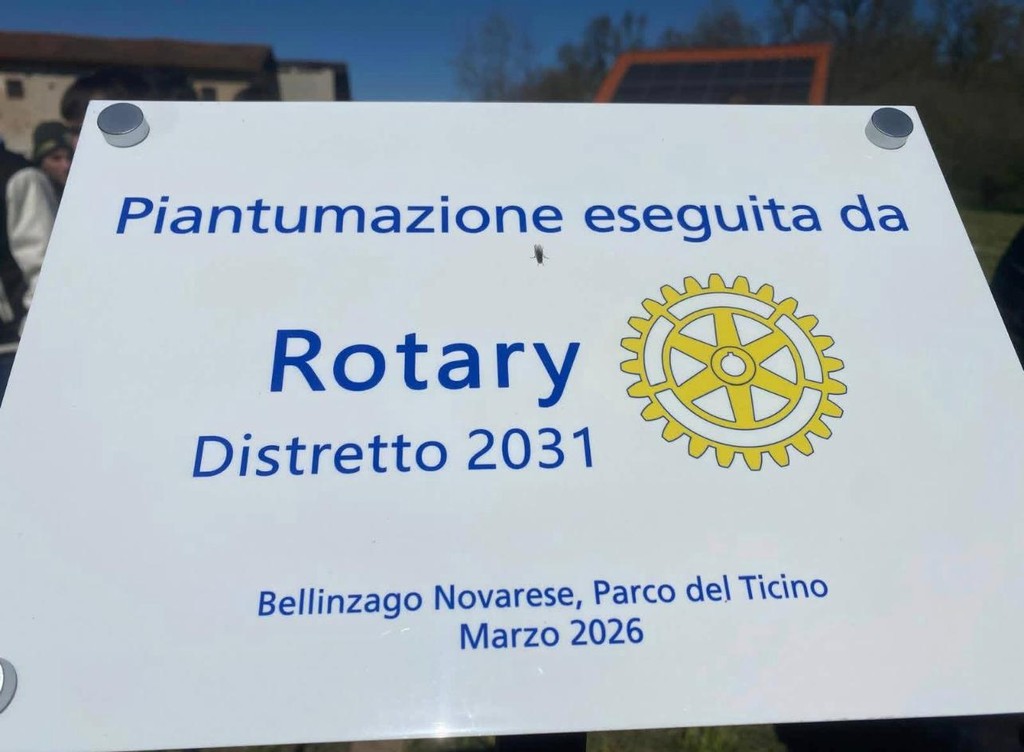 Piantumazione eseguita da
Rotary
Distretto 2031
Bellinzago Novarese, Parco del Ticino
Marzo 2026